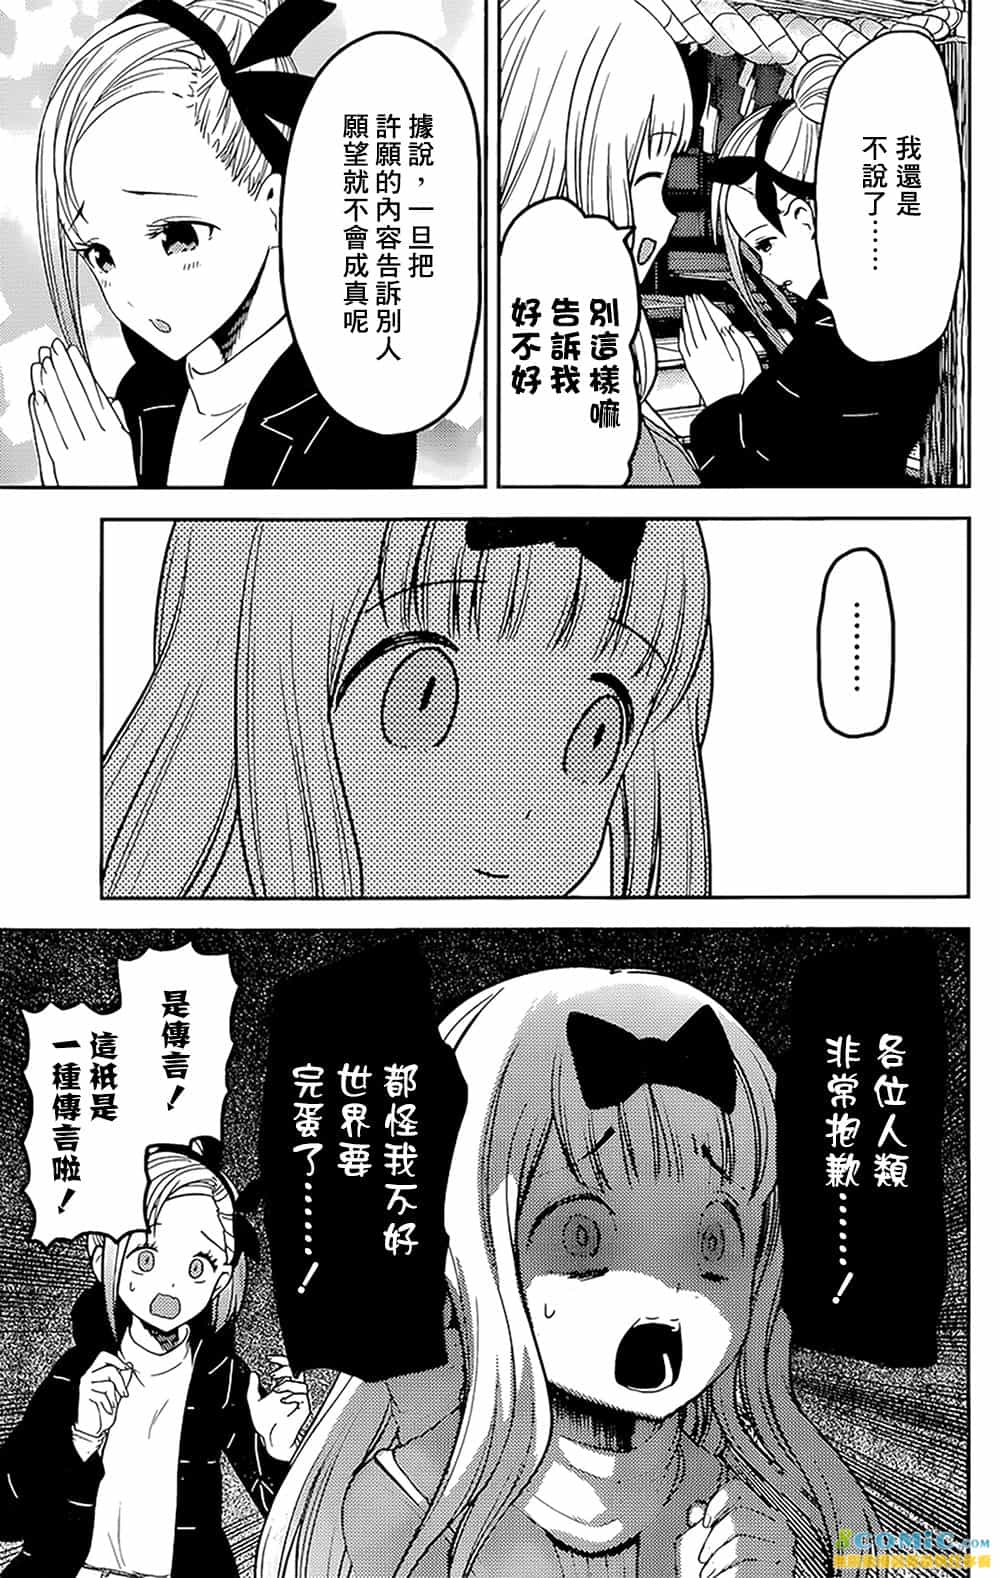 我還是
不說了……
別這樣嘛
告訴我
好不好
據說，一旦把
許願的內容告訴別人
願望就不會成真呢
………
各位人類
非常抱歉……！
都怪我不好
世界要
完蛋了……！
是傳言！
這衹是
一種傳言啦！
COMIC.COM